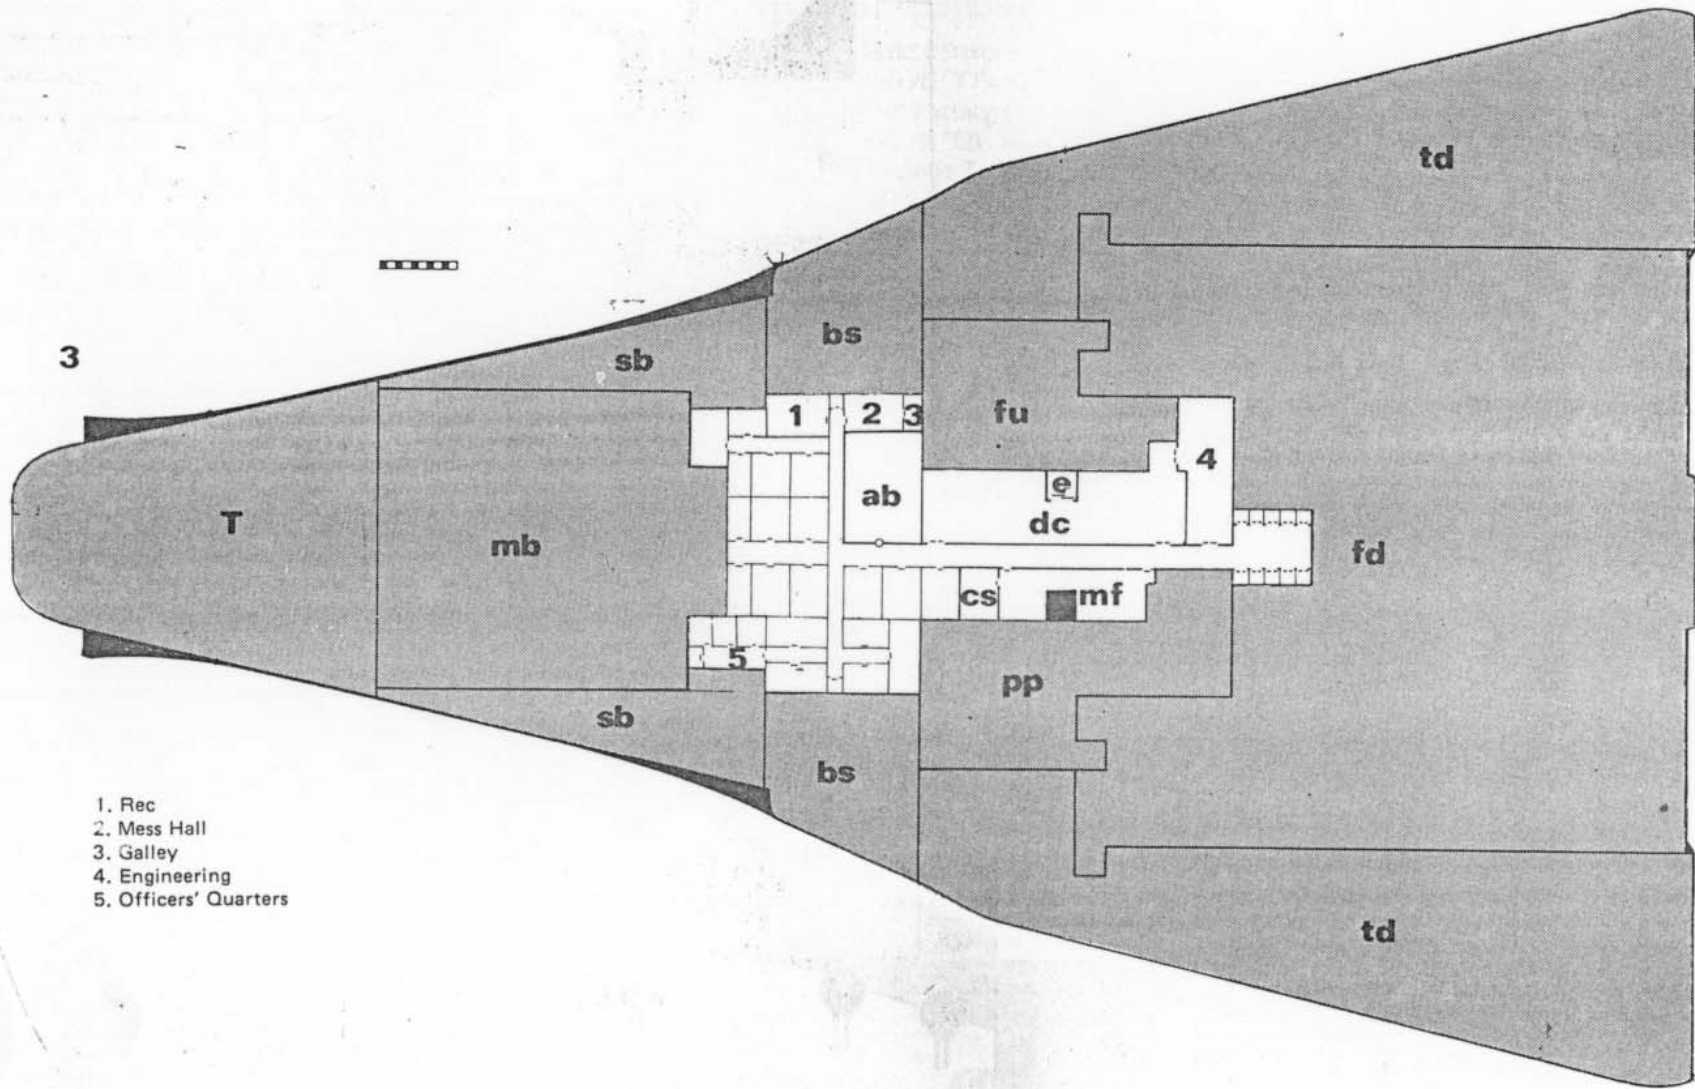 td
bs
sb
3
1 2 3
fu
4
e
ab
T
dc
mb
fd
cs mf
5
pp
sb
bs
1. Rec
2. Mess Hall
3. Galley
4. Engineering
5. Officers' Quarters
td